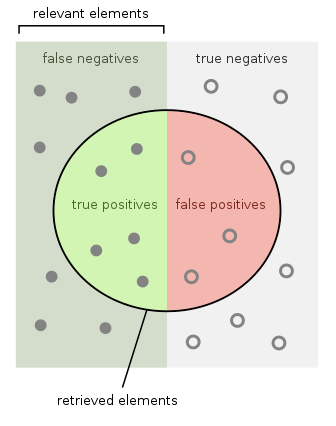 relevant elements
false negatives
true negatives
true positives
false positives
retrieved elements